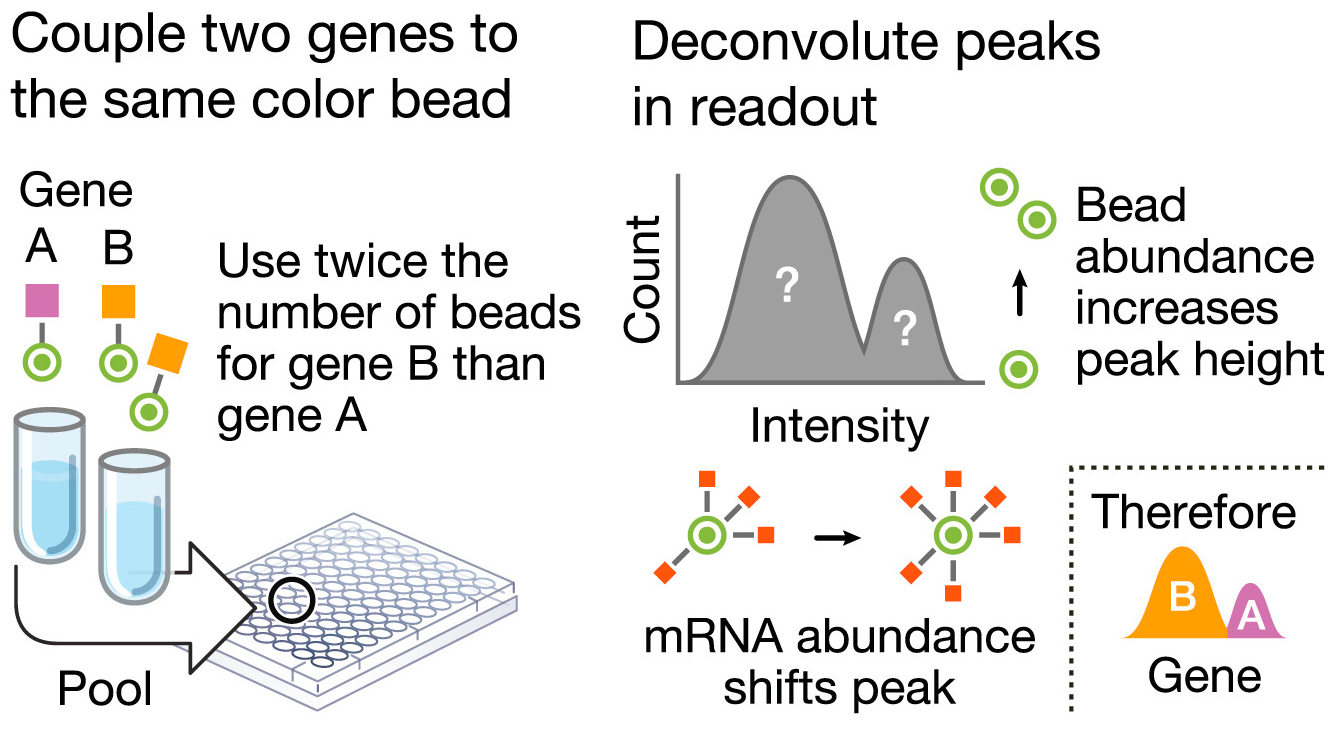 Couple two genes to
the same color bead
Gene
A B
Use twice the
number of beads
for gene B than
gene A
Pool
Deconvolute peaks
in readout
Count
?
?
Intensity
Bead
abundance
increases
peak height
mRNA abundance
shifts peak
Therefore
B
A
Gene